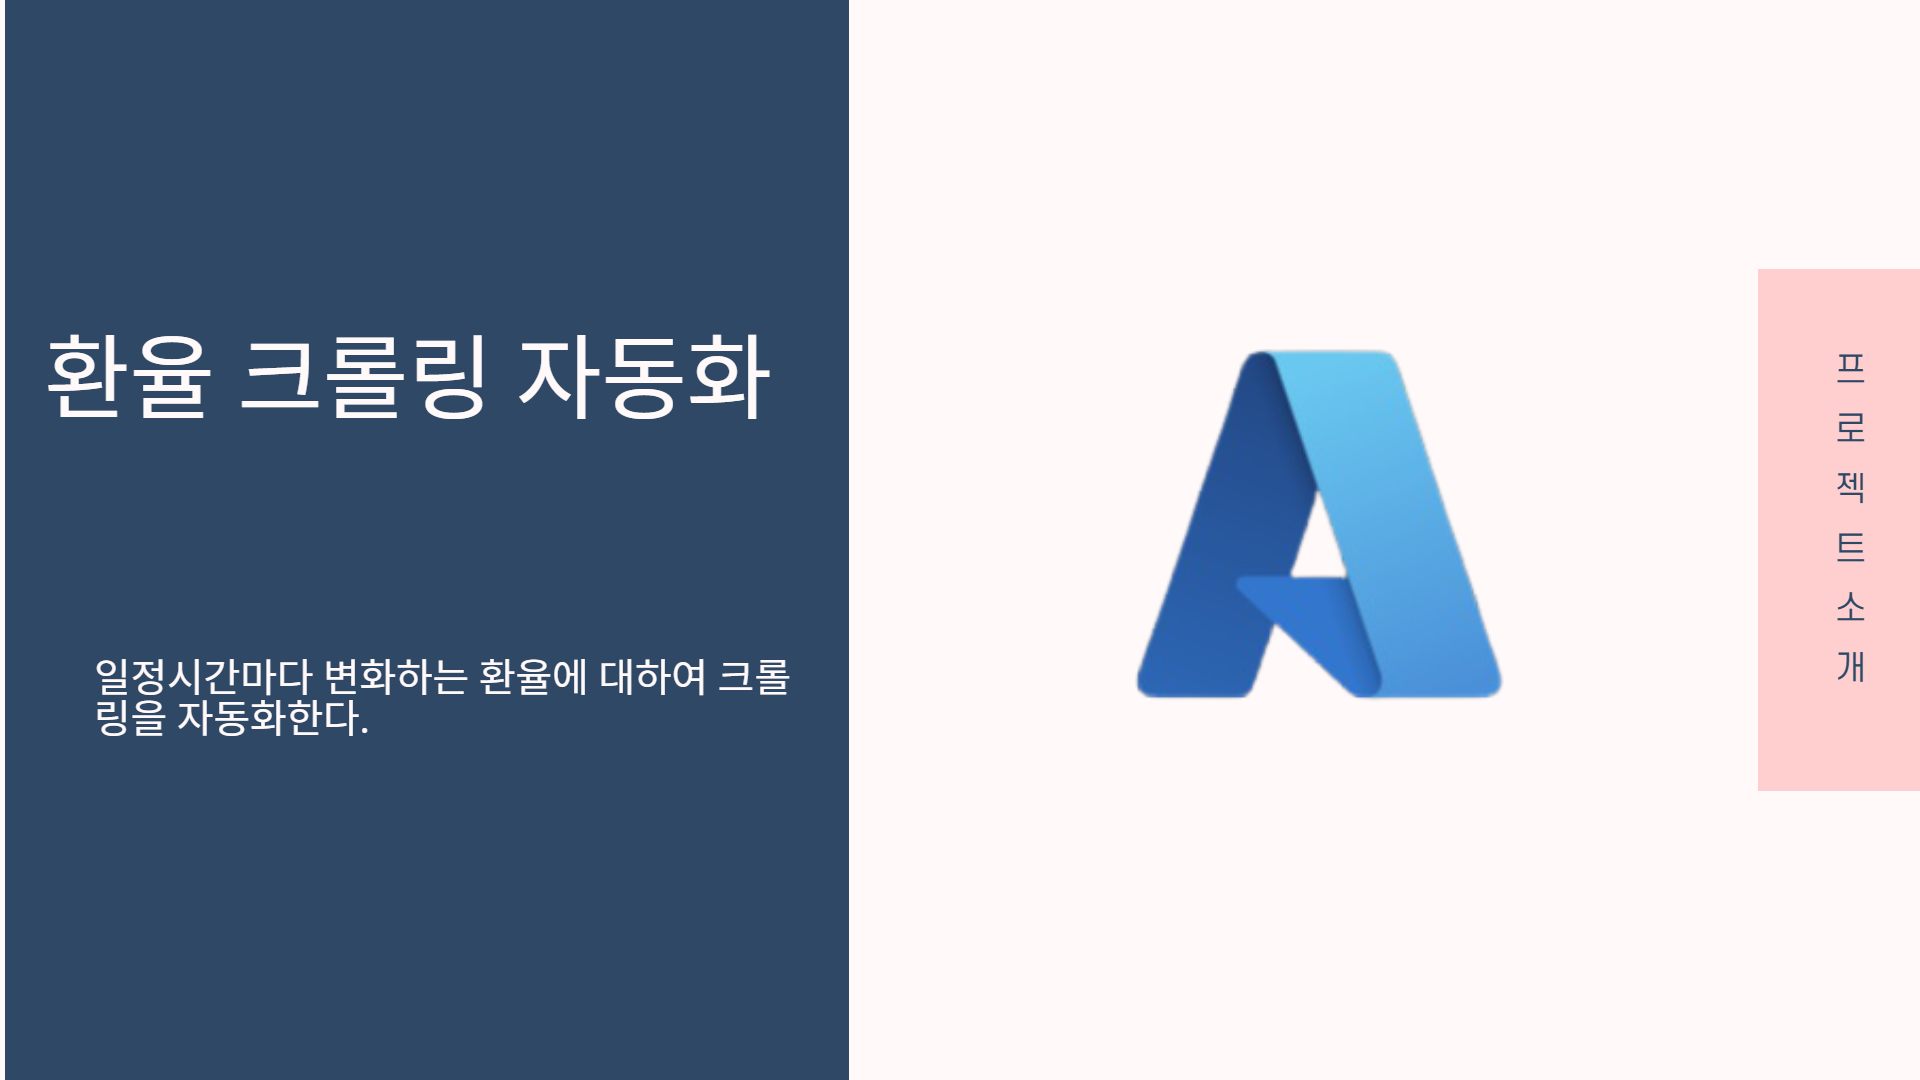 환율 크롤링 자동화
일정시간마다 변화하는 환율에 대하여 크롤
링을 자동화한다.
프
로
젝
트
소
개